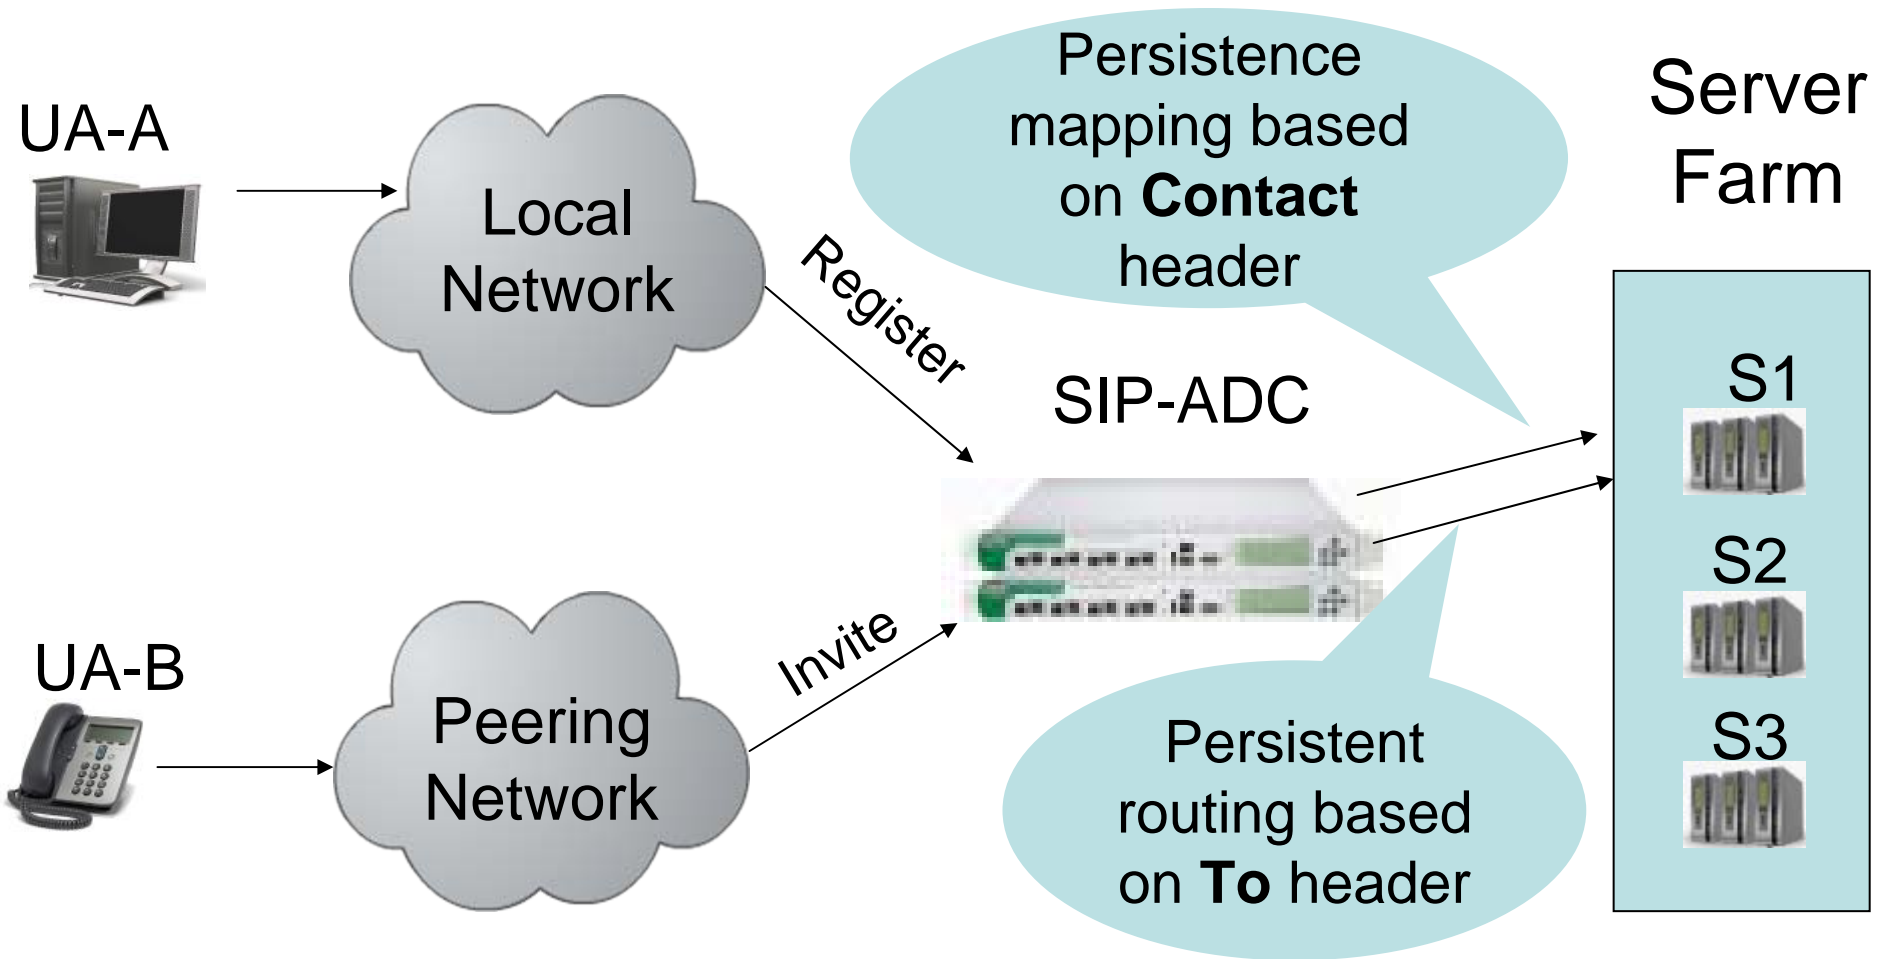 UA-A
Local
Network
Register
Persistence
mapping based
on Contact
header
Server
Farm
SIP-ADC
S1
S2
S3
UA-B
Peering
Network
Invite
Persistent
routing based
on To header